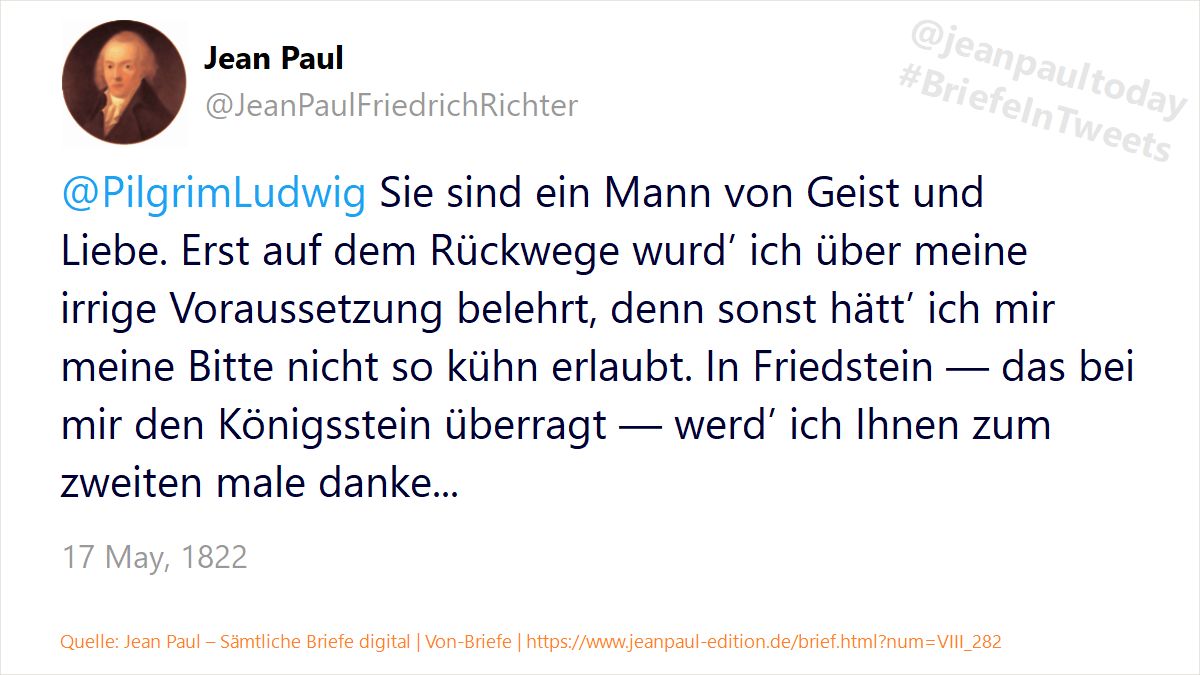 Jean Paul
@JeanPaulFriedrichRichter
@jeanpaultoday
#BriefeInTweets
@PilgrimLudwig Sie sind ein Mann von Geist und
Liebe. Erst auf dem Rückwege wurd’ ich über meine
irrige Voraussetzung belehrt, denn sonst hätt’ ich mir
meine Bitte nicht so kühn erlaubt. In Friedstein — das bei
mir den Königsstein überragt — werd’ ich Ihnen zum
zweiten male danke...
17 May, 1822
Quelle: Jean Paul – Sämtliche Briefe digital | Von-Briefe | https://www.jeanpaul-edition.de/brief.html?num=VIII_282